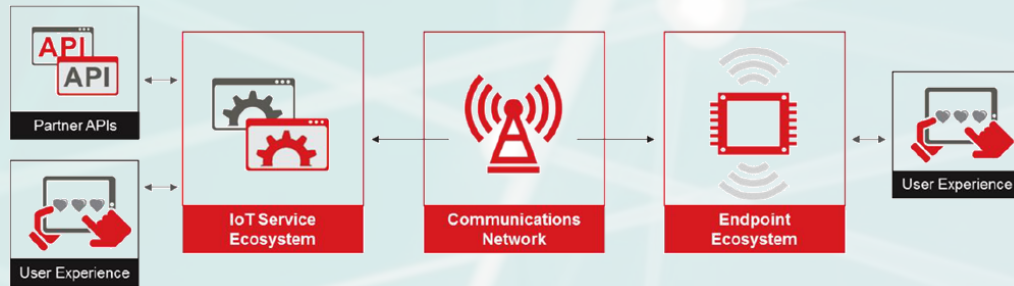 API
API
Partner APIs
User Experience
IoT Service
Ecosystem
Communications
Network
Endpoint
Ecosystem
User Experience